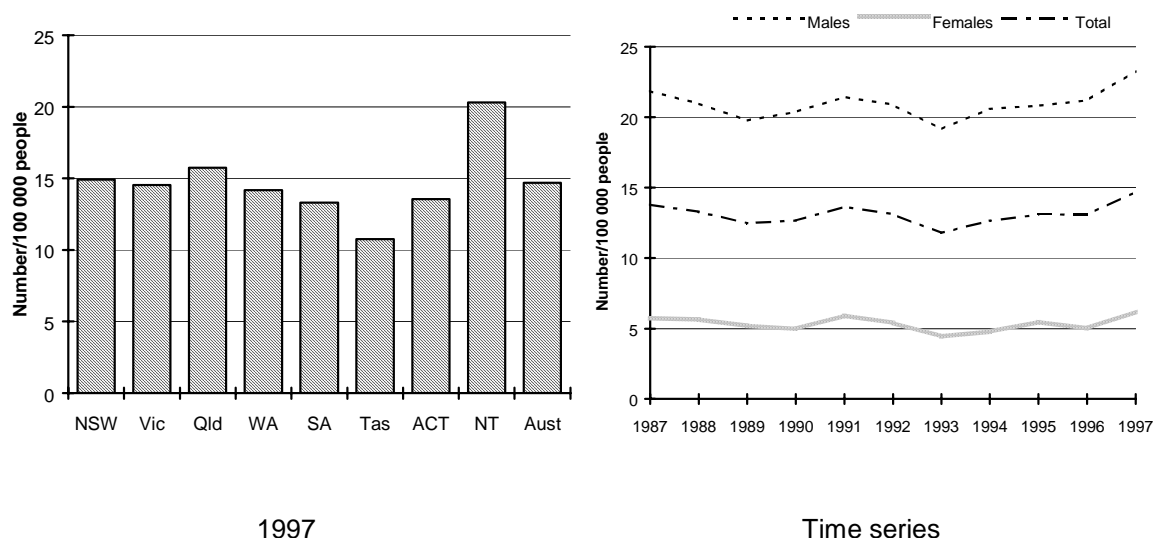 Number/100 000 people
25
20
15
10
5
0
NSW Vic Qld WA SA Tas ACT NT Aust
1997
Males Females Total
Number/100 000 people
25
20
15
10
5
0
1987 1988 1989 1990 1991 1992 1993 1994 1995 1996 1997
Time series